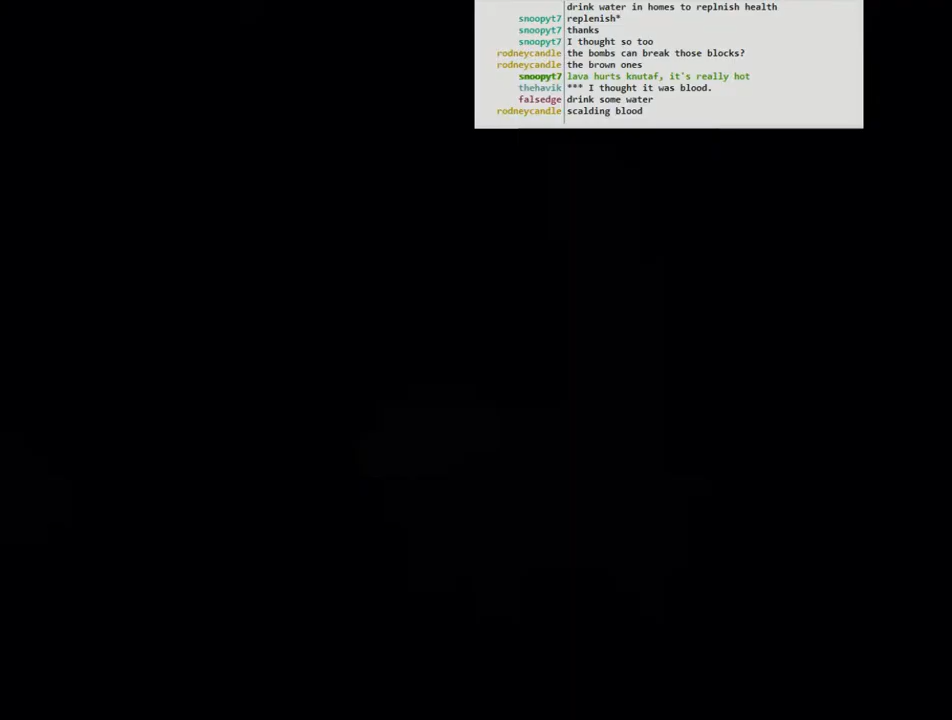 drink water in homes to replnish health
snoopyt7 replenish*
snoopyt7 thanks
snoopyt7 I thought so too
rodneycandle the bombs can break those blocks?
rodneycandle the brown ones
snoopyt7 lava hurts knutaf, it's really hot
thehavik *** I thought it was blood.
falsedge drink some water
rodneycandle scalding blood